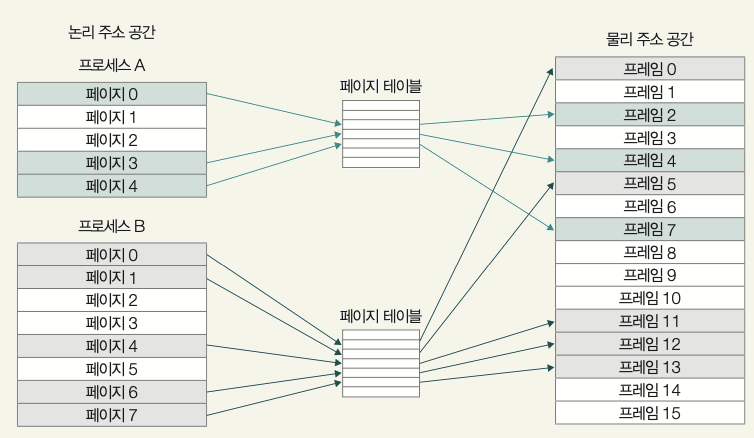 논리 주소 공간
프로세스 A
페이지 0
페이지 1
페이지 2
페이지 3
페이지 4
프로세스 B
페이지 0
페이지 1
페이지 2
페이지 3
페이지 4
페이지 5
페이지 6
페이지 7
페이지 테이블
페이지 테이블
물리 주소 공간
프레임 0
프레임 1
프레임 2
프레임 3
프레임 4
프레임 5
프레임 6
프레임 7
프레임 8
프레임 9
프레임 10
프레임 11
프레임 12
프레임 13
프레임 14
프레임 15